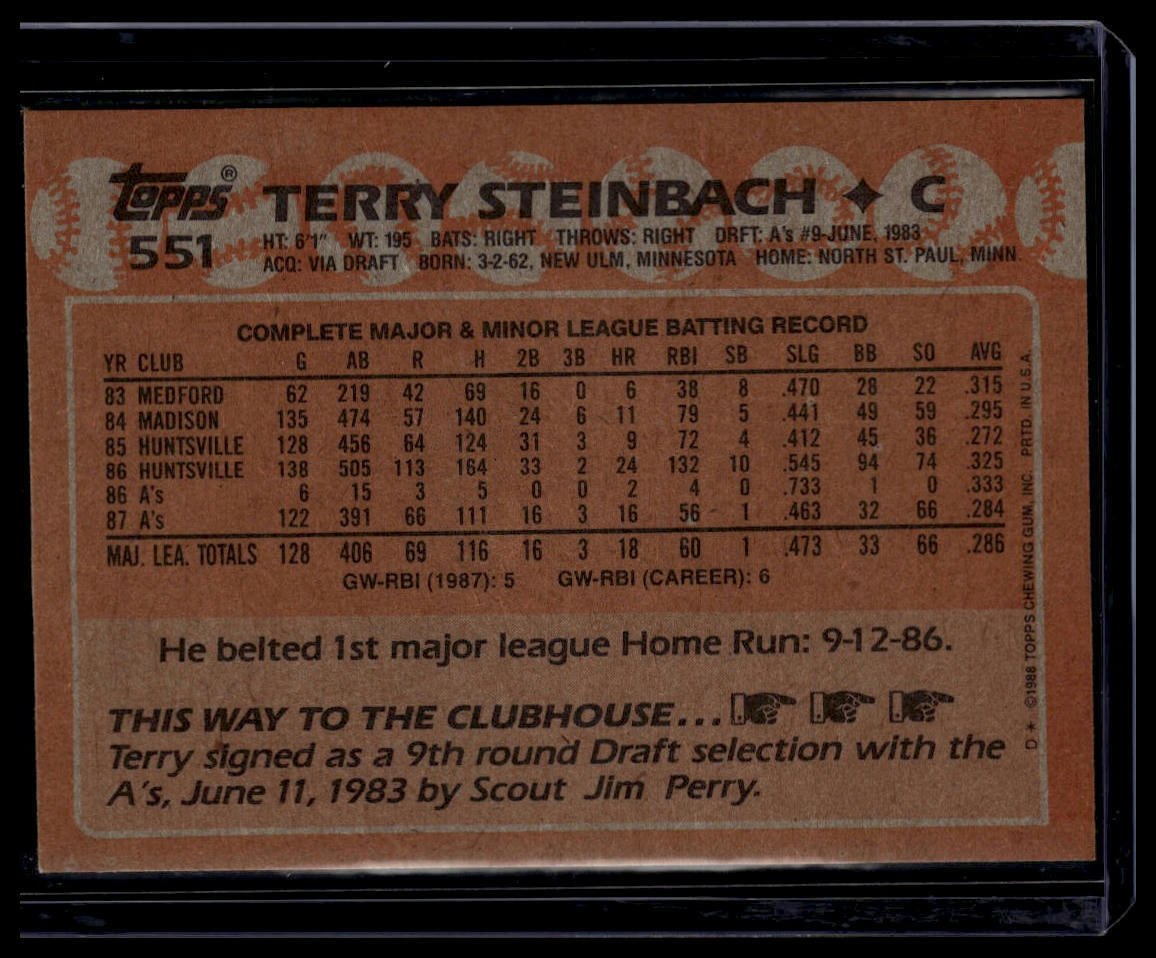 topps® TERRY STEINBACH ✦ C
551 HT: 6'1" WT: 195 BATS: RIGHT THROWS: RIGHT DRFT: A's #9-JUNE, 1983
ACQ: VIA DRAFT BORN: 3-2-62, NEW ULM, MINNESOTA HOME: NORTH ST. PAUL, MINN.
COMPLETE MAJOR & MINOR LEAGUE BATTING RECORD
YR CLUB G AB R H 2B 3B HR RBI SB SLG BB SO AVG
83 MEDFORD 62 219 42 69 16 0 6 38 8 .470 28 22 .315
84 MADISON 135 474 57 140 24 6 11 79 5 .441 49 59 .295
85 HUNTSVILLE 128 456 64 124 31 3 9 72 4 .412 45 36 .272
86 HUNTSVILLE 138 505 113 164 33 2 24 132 10 .545 94 74 .325
86 A's 6 15 3 5 0 0 2 4 0 .733 1 0 .333
87 A's 122 391 66 111 16 3 16 56 1 .463 32 66 .284
MAJ. LEA. TOTALS 128 406 69 116 16 3 18 60 1 .473 33 66 .286
GW-RBI (1987): 5 GW-RBI (CAREER): 6
He belted 1st major league Home Run: 9-12-86.
THIS WAY TO THE CLUBHOUSE...
Terry signed as a 9th round Draft selection with the
A's, June 11, 1983 by Scout Jim Perry.
D* ©1988 TOPPS CHEWING GUM, INC. PRTD. IN U.S.A.